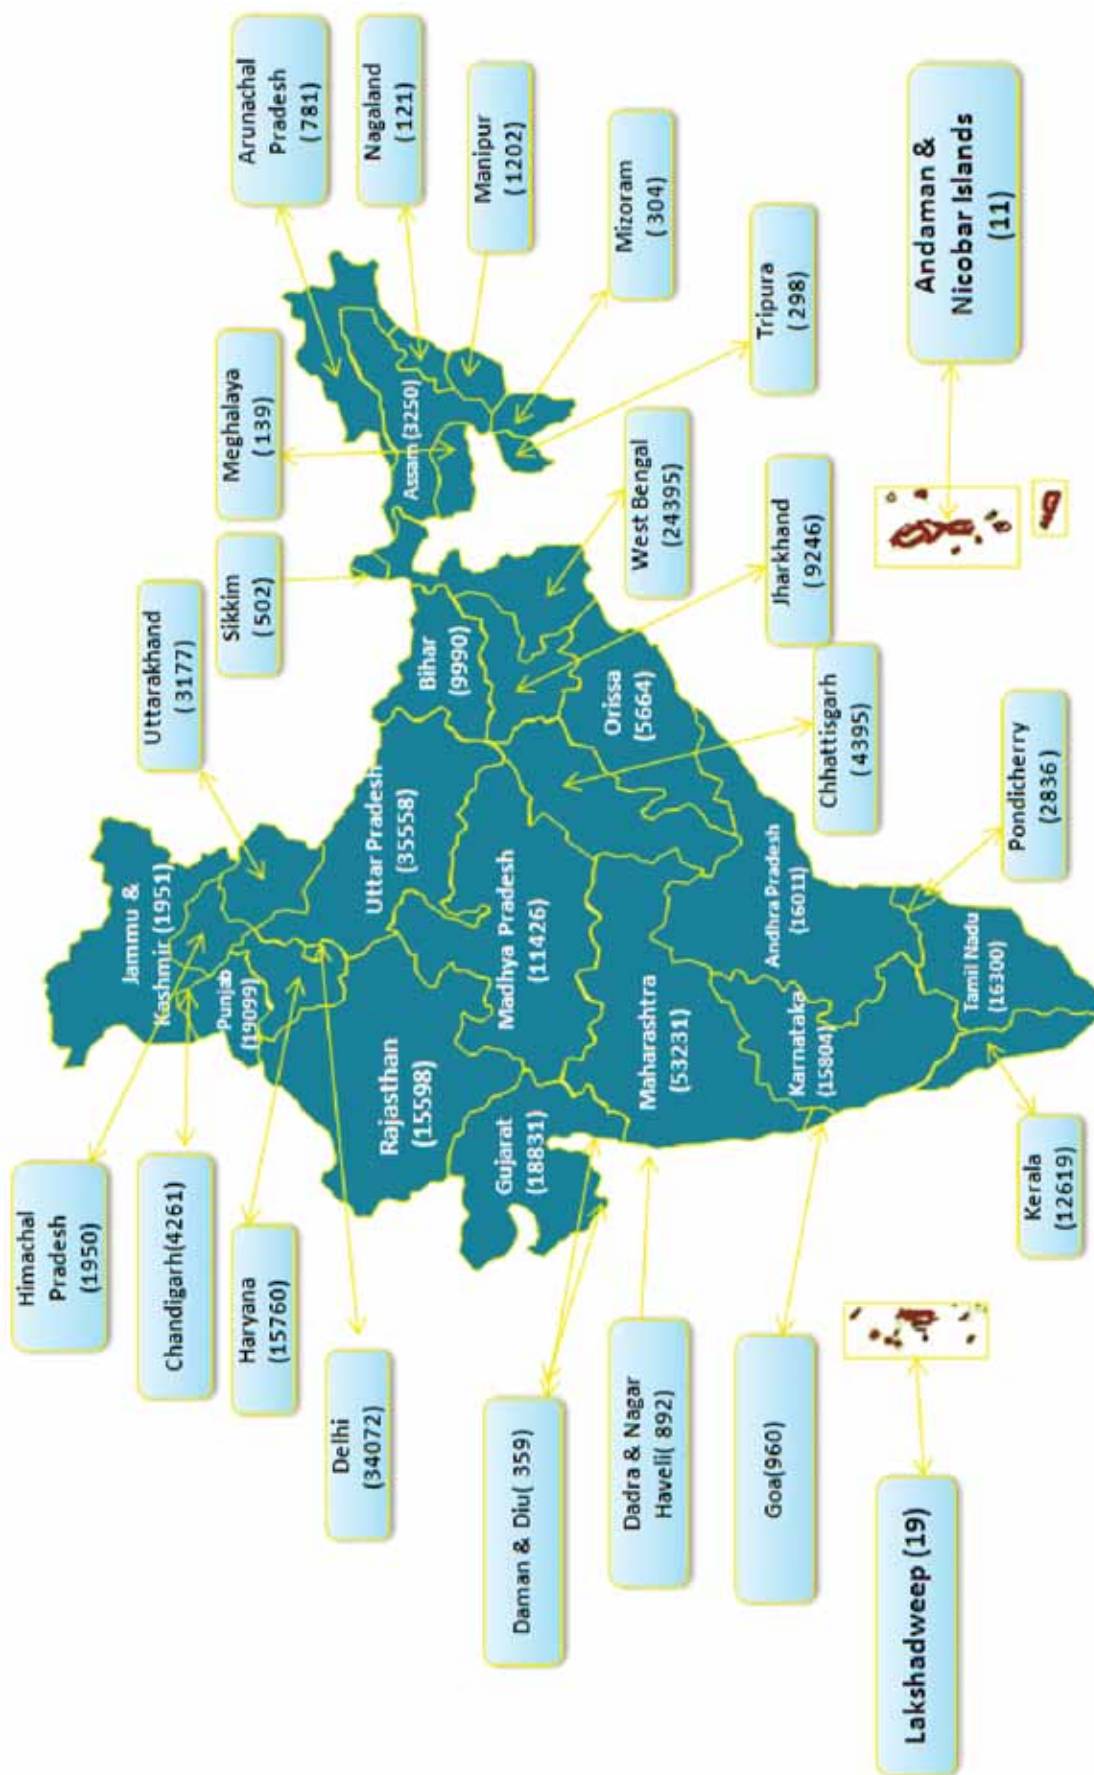 Arunachal
Pradesh
(781)
Nagaland
(121)
Manipur
(1202)
Mizoram
(304)
Tripura
(298)
Andaman &
Nicobar Islands
(11)
Meghalaya
(139)
Assam (3250)
Sikkim
(502)
West Bengal
(24395)
Jharkhand
(9246)
Uttarakhand
(3177)
Bihar
(9990)
Orissa
(5664)
Chhattisgarh
(4395)
Pondicherry
(2836)
Jammu &
Kashmir (1951)
Punjab
(19099)
Uttar Pradesh
(35558)
Madhya Pradesh
(11426)
Rajasthan
(15598)
Gujarat
(18831)
Maharashtra
(53231)
Andhra Pradesh
(16011)
Karnataka
(15804)
Tamil Nadu
(16300)
Kerala
(12619)
Himachal
Pradesh
(1950)
Chandigarh(4261)
Haryana
(15760)
Delhi
(34072)
Daman & Diu( 359)
Dadra & Nagar
Haveli( 892)
Goa(960)
Lakshadweep (19)